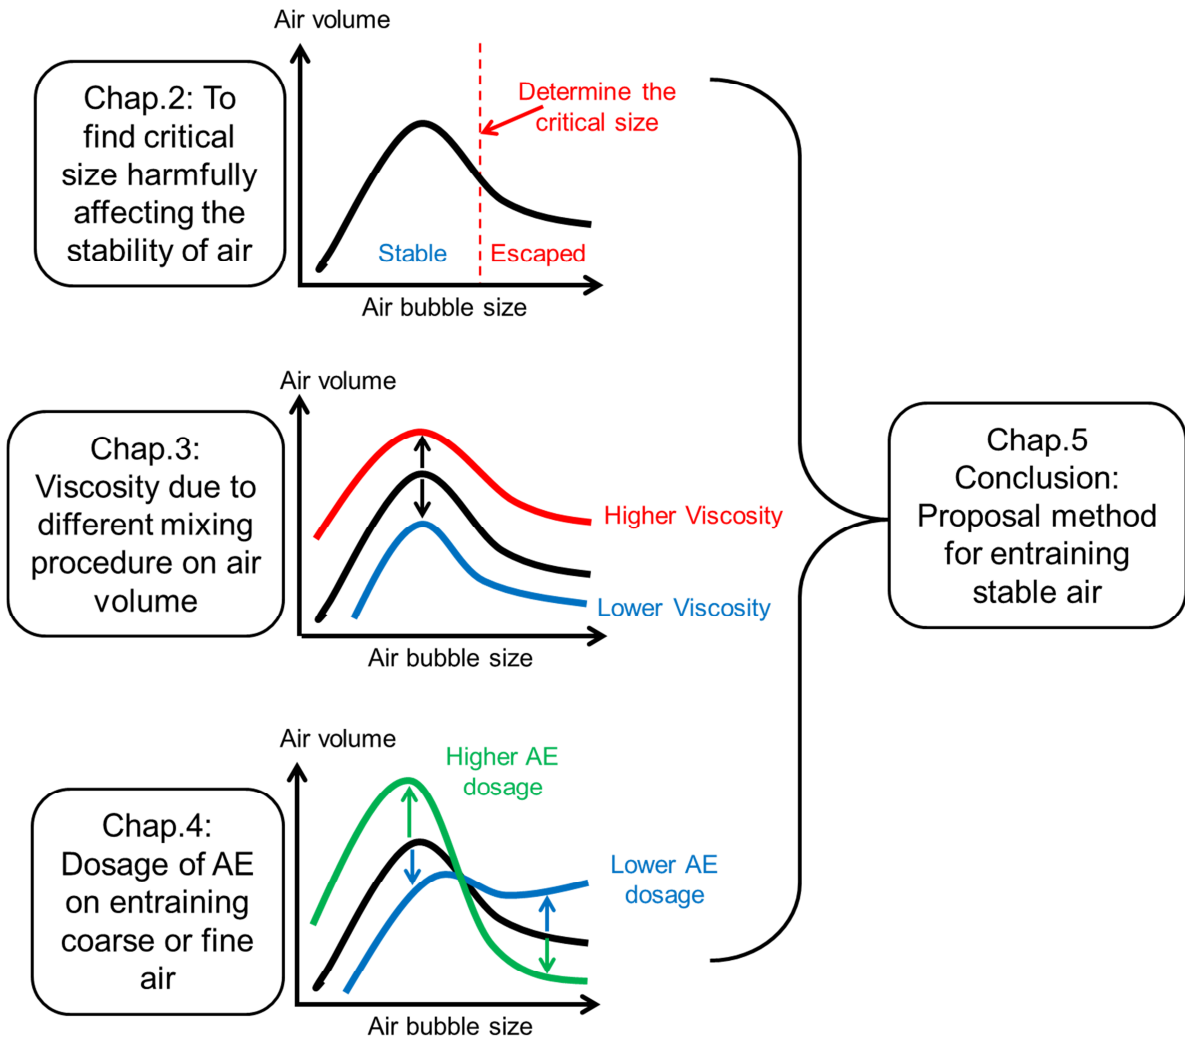 Air volume
Chap.2: To
find critical
size harmfully
affecting the
stability of air
Determine the
critical size
Stable
Escaped
Air bubble size
Air volume
Chap.3:
Viscosity due to
different mixing
procedure on air
volume
Higher Viscosity
Lower Viscosity
Air bubble size
Air volume
Chap.4:
Dosage of AE
on entraining
coarse or fine
air
Higher AE
dosage
Lower AE
dosage
Air bubble size
Chap.5
Conclusion:
Proposal method
for entraining
stable air